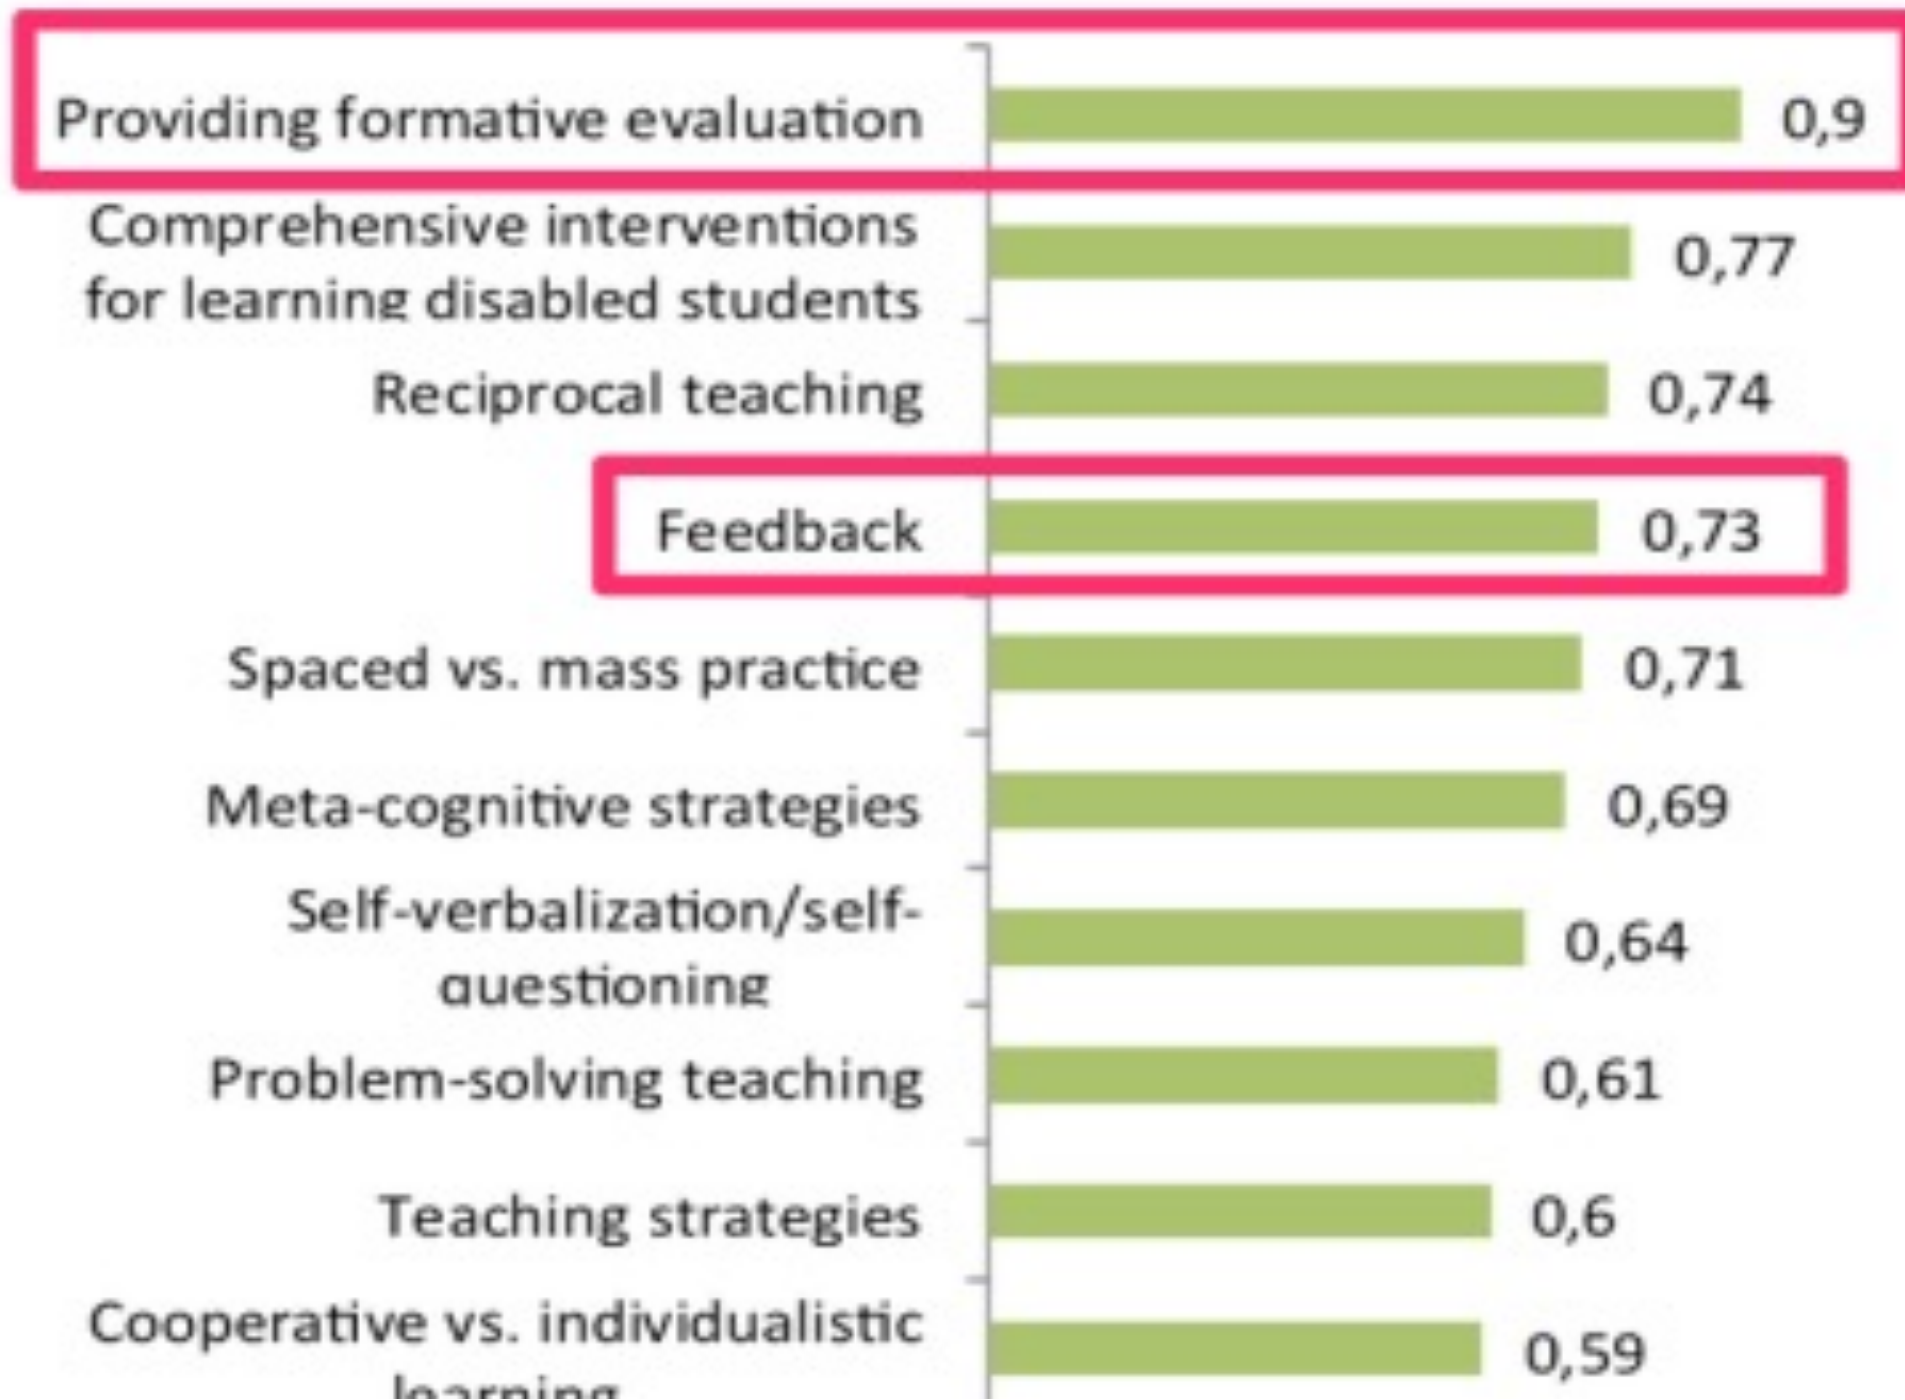 Providing formative evaluation 0,9
Comprehensive interventions
for learning disabled students 0,77
Reciprocal teaching 0,74
Feedback 0,73
Spaced vs. mass practice 0,71
Meta-cognitive strategies 0,69
Self-verbalization/self-
questioning 0,64
Problem-solving teaching 0,61
Teaching strategies 0,6
Cooperative vs. individualistic
learning 0,59